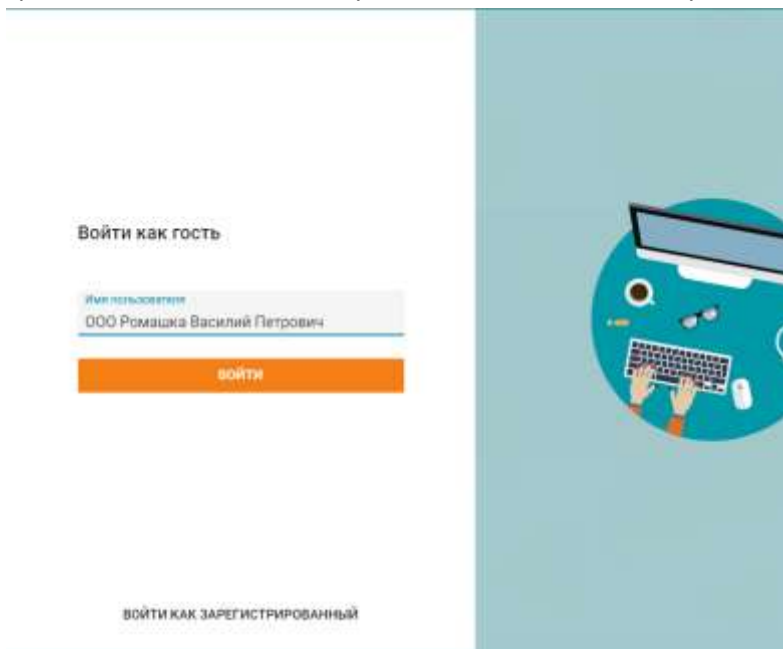 Войти как гость
Имя пользователя
ООО Ромашка Василий Петрович
ВОЙТИ
ВОЙТИ КАК ЗАРЕГИСТРИРОВАННЫЙ